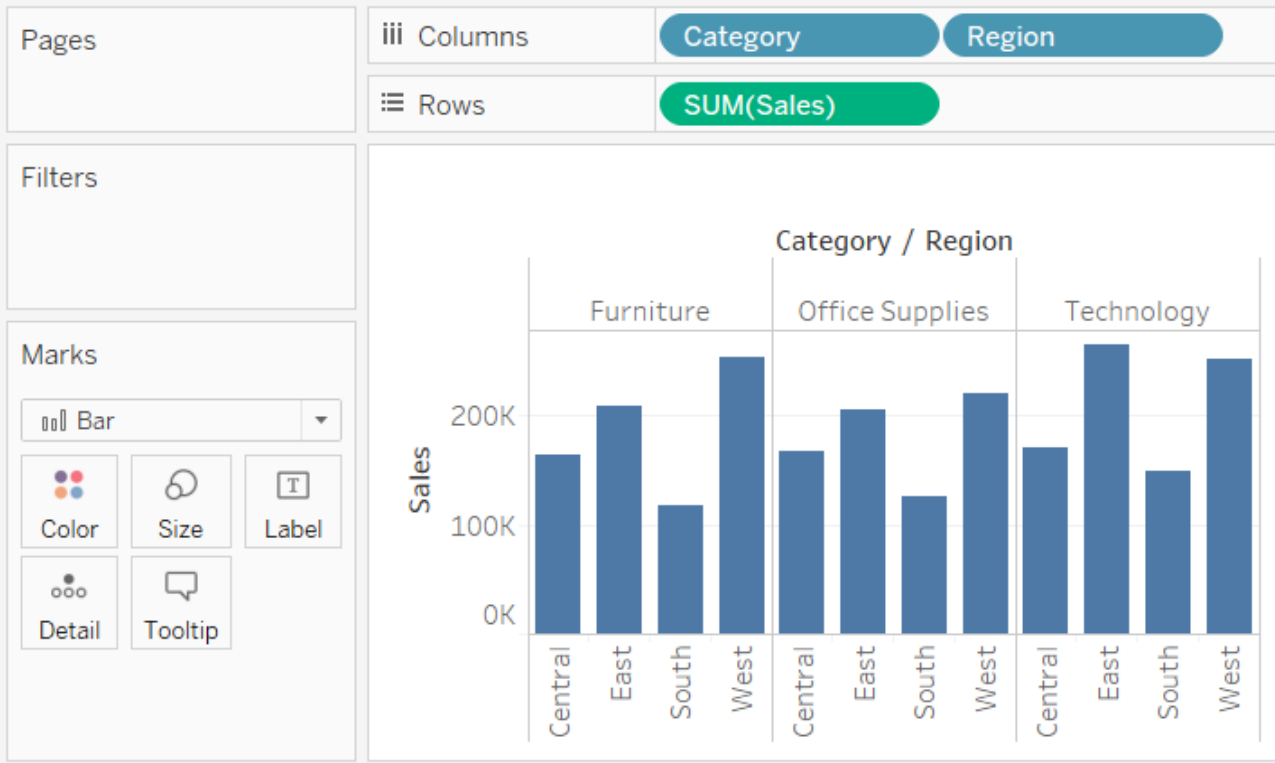 Pages
Columns Category Region
Rows SUM(Sales)
Filters
Marks
Bar
Color Size T Label
Detail Tooltip
Category / Region
Furniture Office Supplies Technology
Sales
200K
100K
0K
Central East South West Central East South West Central East South West